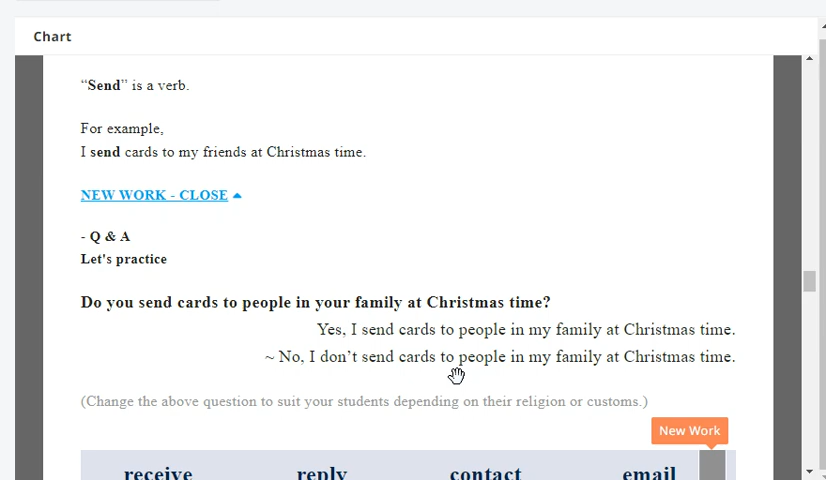 Chart
“Send” is a verb.
For example,
I send cards to my friends at Christmas time.
NEW WORK - CLOSE
- Q & A
Let's practice
Do you send cards to people in your family at Christmas time?
Yes, I send cards to people in my family at Christmas time.
~ No, I don’t send cards to people in my family at Christmas time.
(Change the above question to suit your students depending on their religion or customs.)
New Work
receive reply contact email